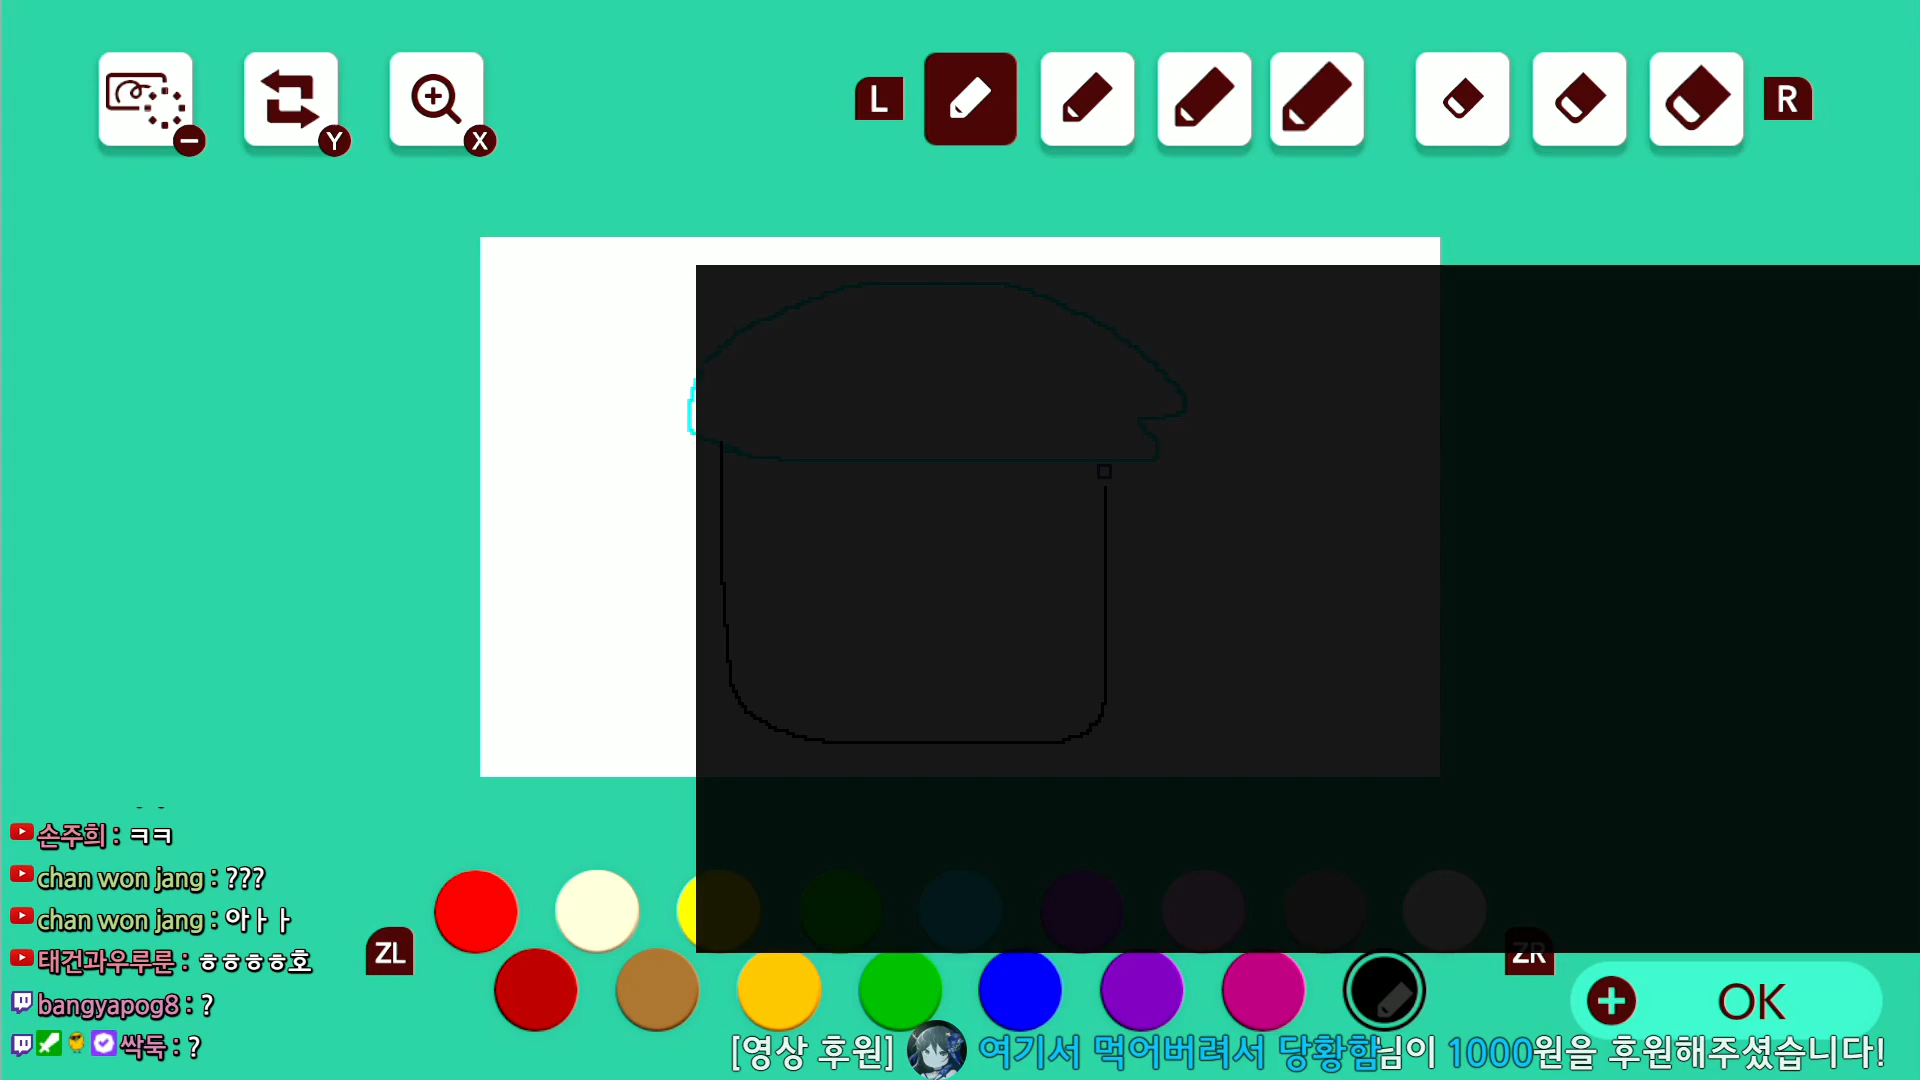 L
R
Y
X
손주희 : ㅋㅋ
chan won jang : ???
chan won jang : 아ㅏㅏ
태건과우루룬 : ㅎㅎㅎㅎ호
bangyapog8 : ?
싹둑 : ?
ZL
ZR
OK
[영상 후원] 여기서 먹어버려서 당황함님이 1000원을 후원해주셨습니다!